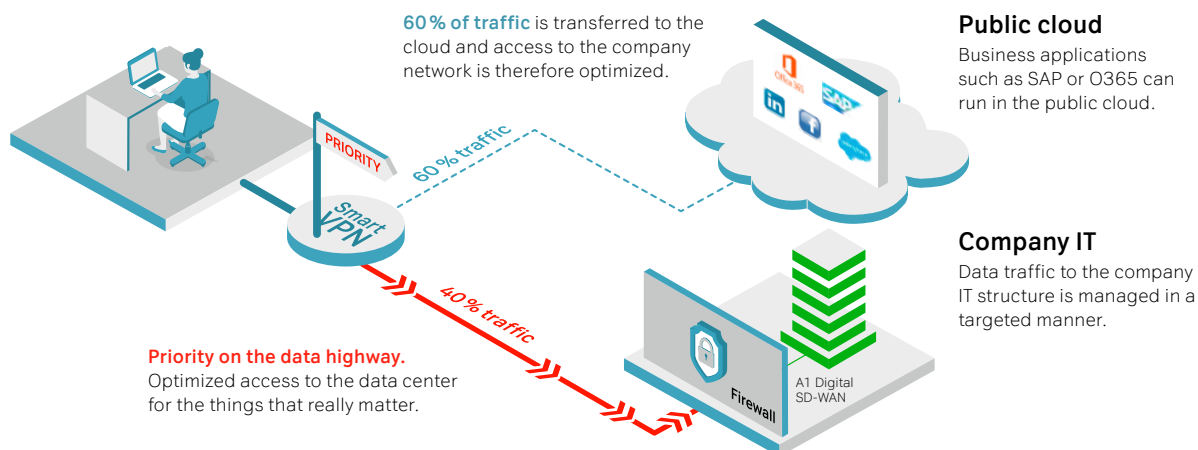 60% of traffic is transferred to the
cloud and access to the company
network is therefore optimized.
Public cloud
Business applications
such as SAP or O365 can
run in the public cloud.
Office 365
SAP
in
f
PRIORITY
60% traffic
Smart
VPN
40% traffic
Company IT
Data traffic to the company
IT structure is managed in a
targeted manner.
Priority on the data highway.
Optimized access to the data center
for the things that really matter.
Firewall
A1 Digital
SD-WAN